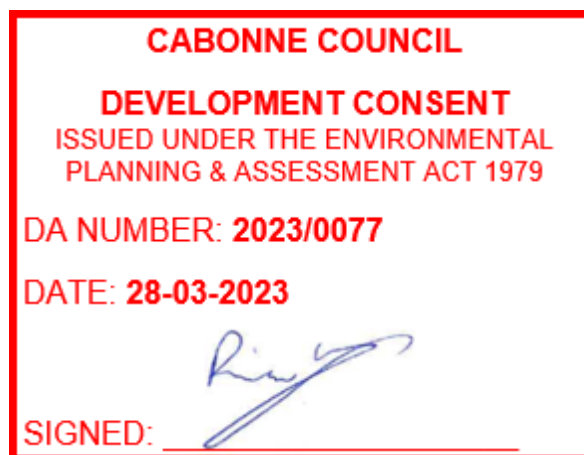 CABONNE COUNCIL
DEVELOPMENT CONSENT
ISSUED UNDER THE ENVIRONMENTAL
PLANNING & ASSESSMENT ACT 1979
DA NUMBER: 2023/0077
DATE: 28-03-2023
SIGNED: